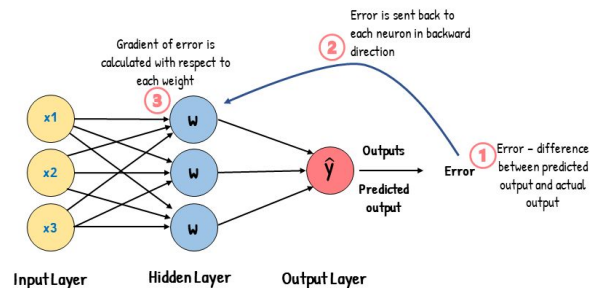 Error is sent back to
each neuron in backward
direction
2
Gradient of error is
calculated with respect to
each weight
3
x1
x2
x3
w
w
w
ŷ
Outputs
Predicted
output
Error
1
Error - difference
between predicted
output and actual
output
Input Layer
Hidden Layer
Output Layer